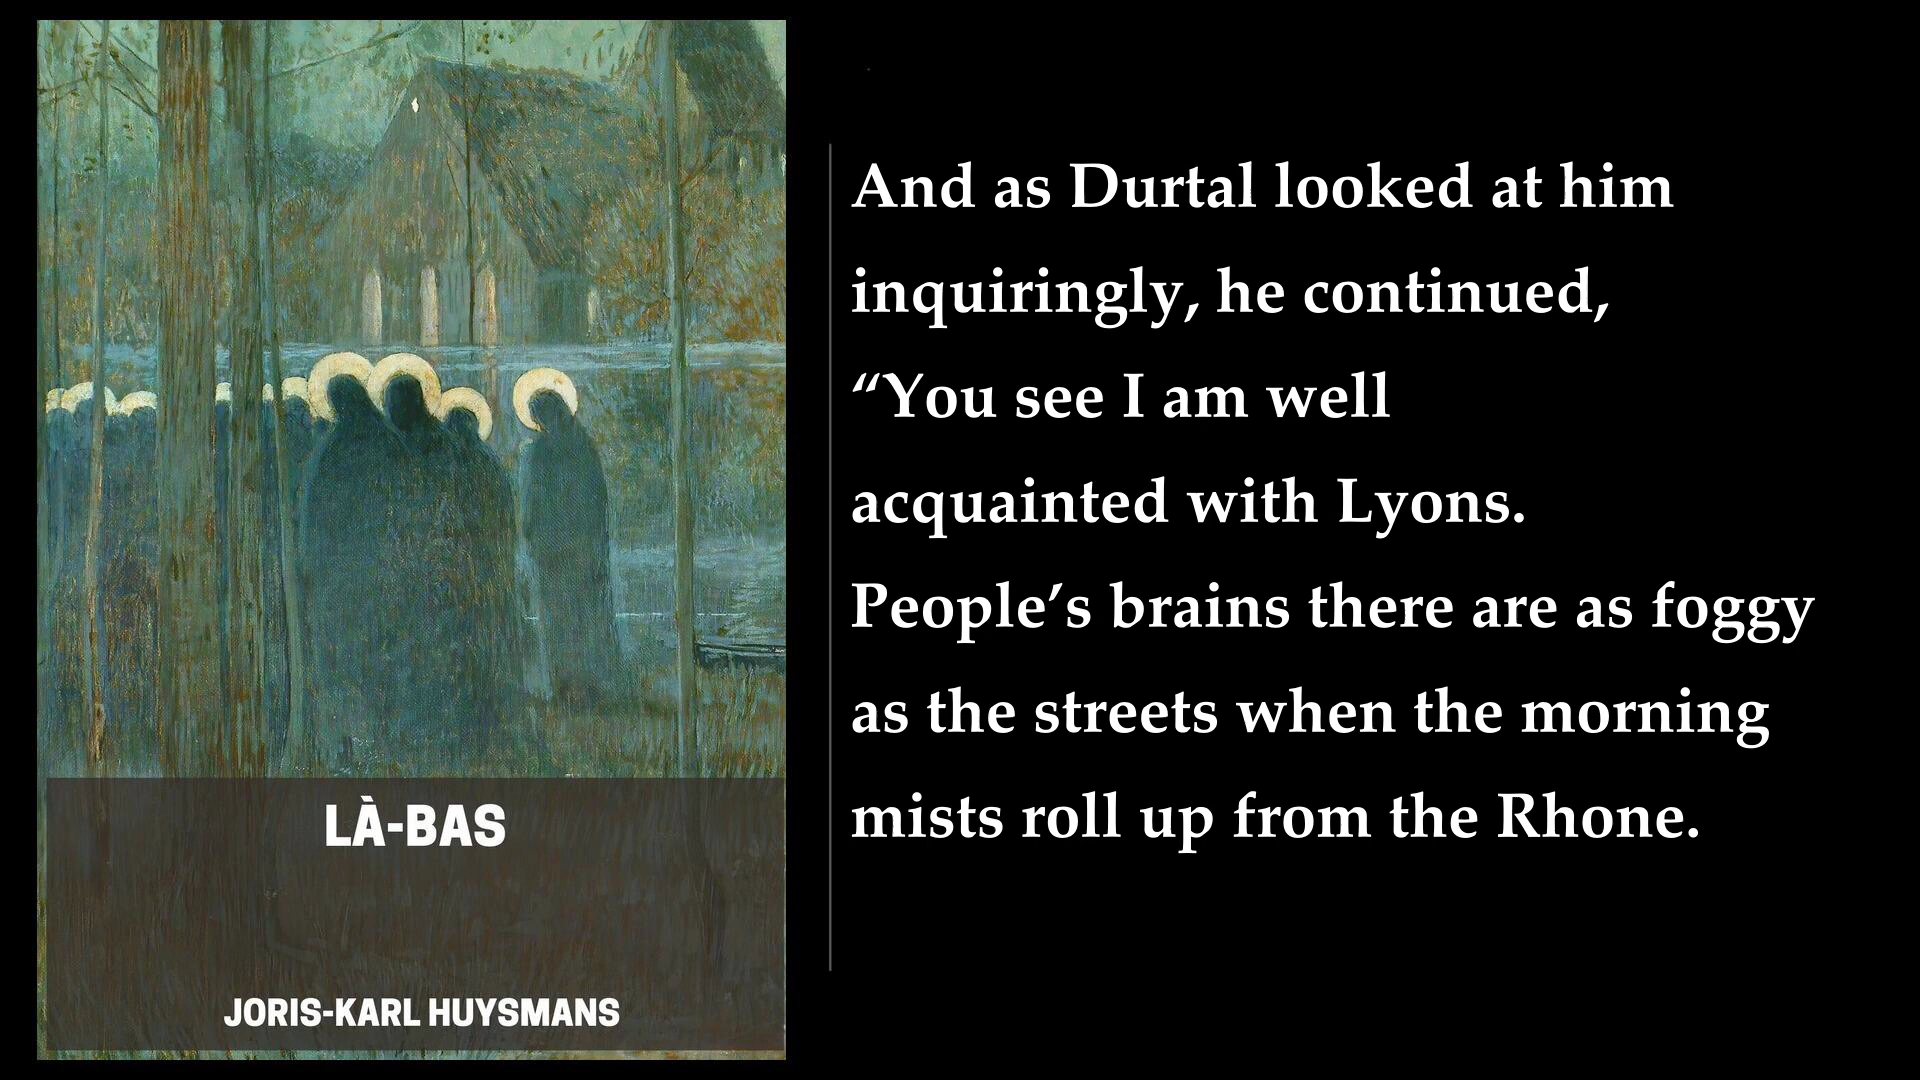 LÀ-BAS
JORIS-KARL HUYSMANS
And as Durtal looked at him
inquiringly, he continued,
“You see I am well
acquainted with Lyons.
People’s brains there are as foggy
as the streets when the morning
mists roll up from the Rhone.